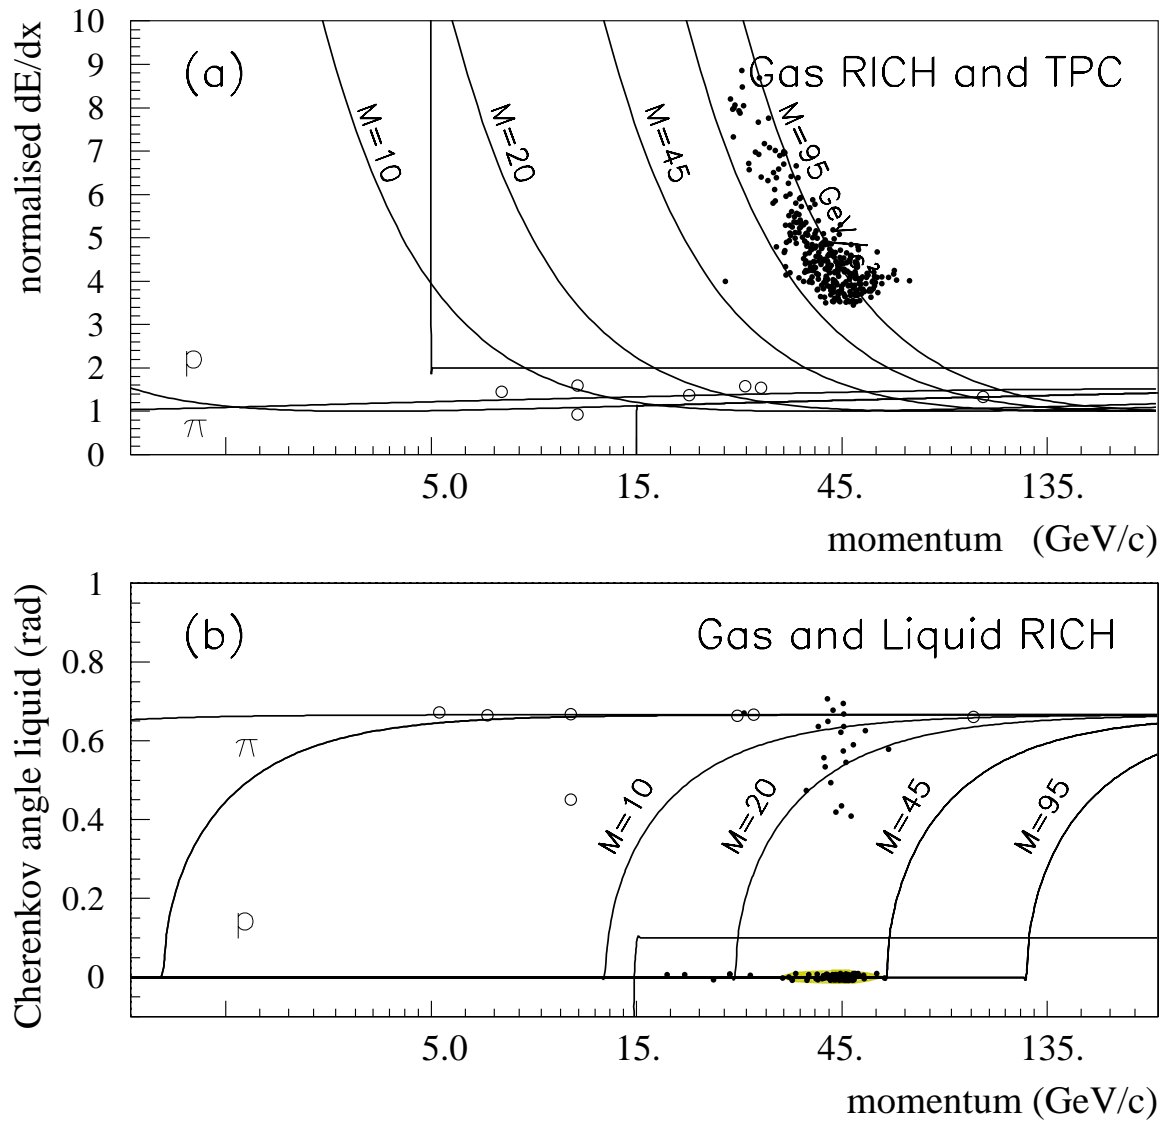 normalised dE/dx
10
9
8
7
6
5
4
3
2
1
0
(a)
Gas RICH and TPC
M=10
M=20
M=45
M=95 GeV
p
π
5.0
15.
45.
135.
momentum (GeV/c)
Cherenkov angle liquid (rad)
1
0.8
0.6
0.4
0.2
0
(b)
Gas and Liquid RICH
π
p
M=10
M=20
M=45
M=95
5.0
15.
45.
135.
momentum (GeV/c)